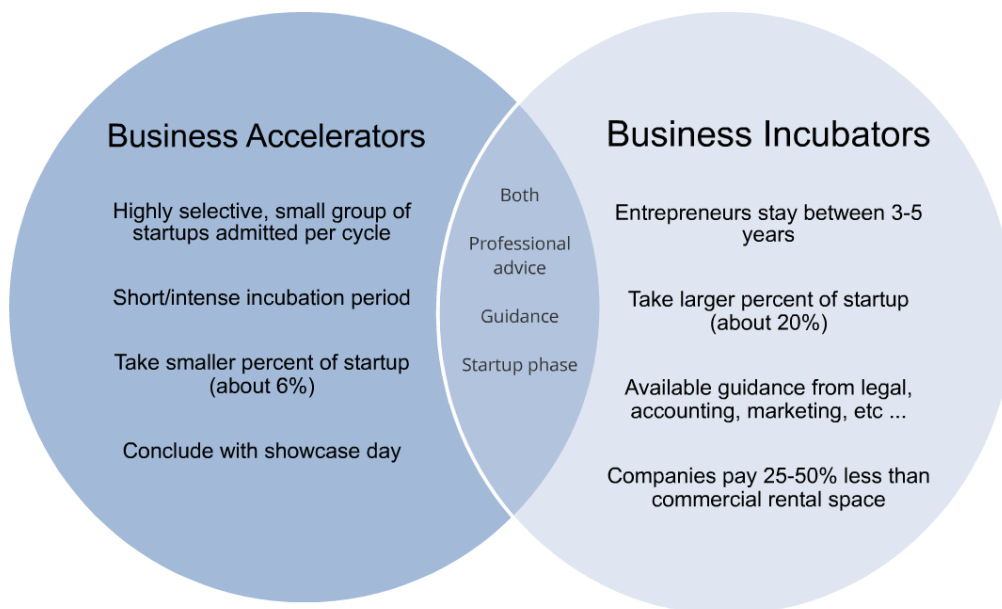 Business Accelerators
Highly selective, small group of
startups admitted per cycle
Short/intense incubation period
Take smaller percent of startup
(about 6%)
Conclude with showcase day
Both
Professional
advice
Guidance
Startup phase
Business Incubators
Entrepreneurs stay between 3-5
years
Take larger percent of startup
(about 20%)
Available guidance from legal,
accounting, marketing, etc ...
Companies pay 25-50% less than
commercial rental space